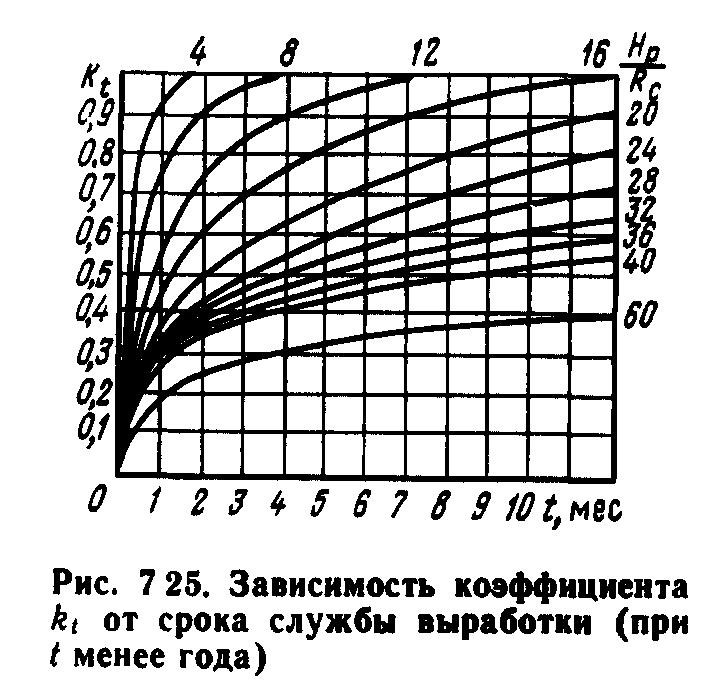 4 8 12 16 Hр/Rс
Kt
0,9
0,8
0,7
0,6
0,5
0,4
0,3
0,2
0,1
20
24
28
32
36
40
60
0 1 2 3 4 5 6 7 8 9 10 t, мес
Рис. 7 25. Зависимость коэффициента
kt от срока службы выработки (при
t менее года)